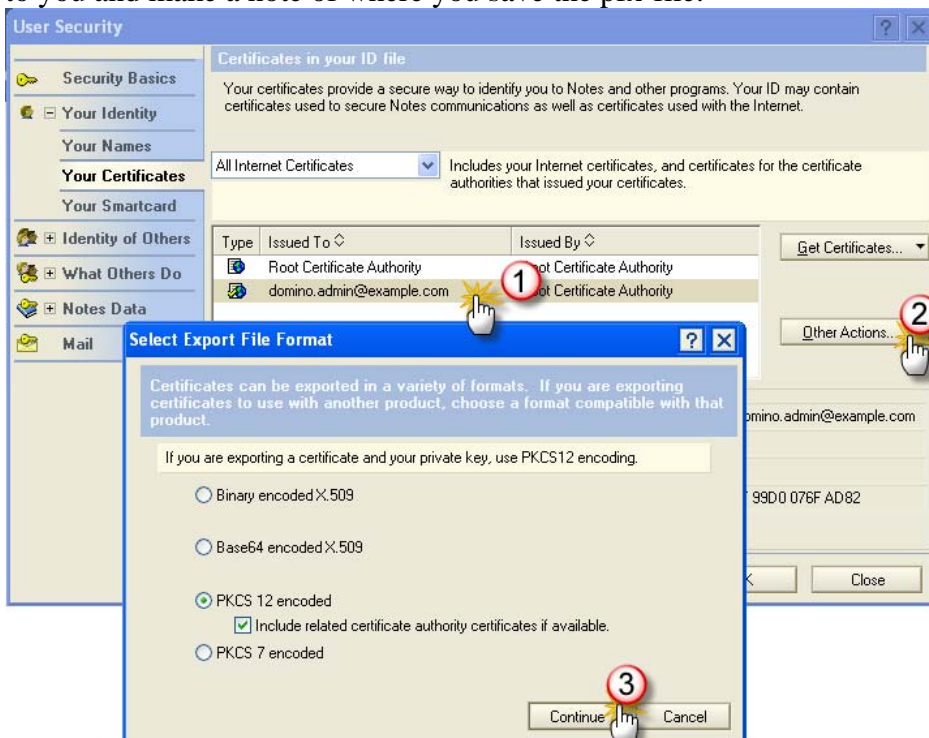 to you and make a note of where you save the pfx file.
User Security
Certificates in your ID file
Security Basics
Your Identity
Your Names
Your Certificates
Your Smartcard
Identity of Others
What Others Do
Notes Data
Mail
Your certificates provide a secure way to identify you to Notes and other programs. Your ID may contain
certificates used to secure Notes communications as well as certificates used with the Internet.
All Internet Certificates
Includes your Internet certificates, and certificates for the certificate
authorities that issued your certificates.
Type Issued To Issued By
Root Certificate Authority Root Certificate Authority
domino.admin@example.com Root Certificate Authority
1
Get Certificates...
2
Other Actions...
Select Export File Format
Certificates can be exported in a variety of formats. If you are exporting
certificates to use with another product, choose a format compatible with that
product.
If you are exporting a certificate and your private key, use PKCS12 encoding.
Binary encoded X.509
Base64 encoded X.509
PKCS 12 encoded
Include related certificate authority certificates if available.
PKCS 7 encoded
3
Continue Cancel
omino.admin@example.com
99D0 076F AD82
Close